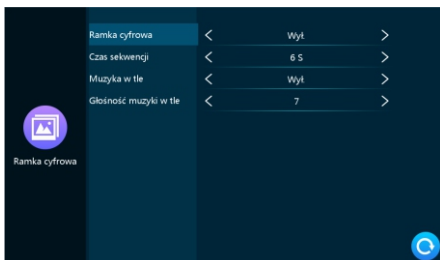 Ramka cyfrowa Wył.
Czas sekwencji 6 S
Muzyka w tle Wył.
Głośność muzyki w tle 7
Ramka cyfrowa